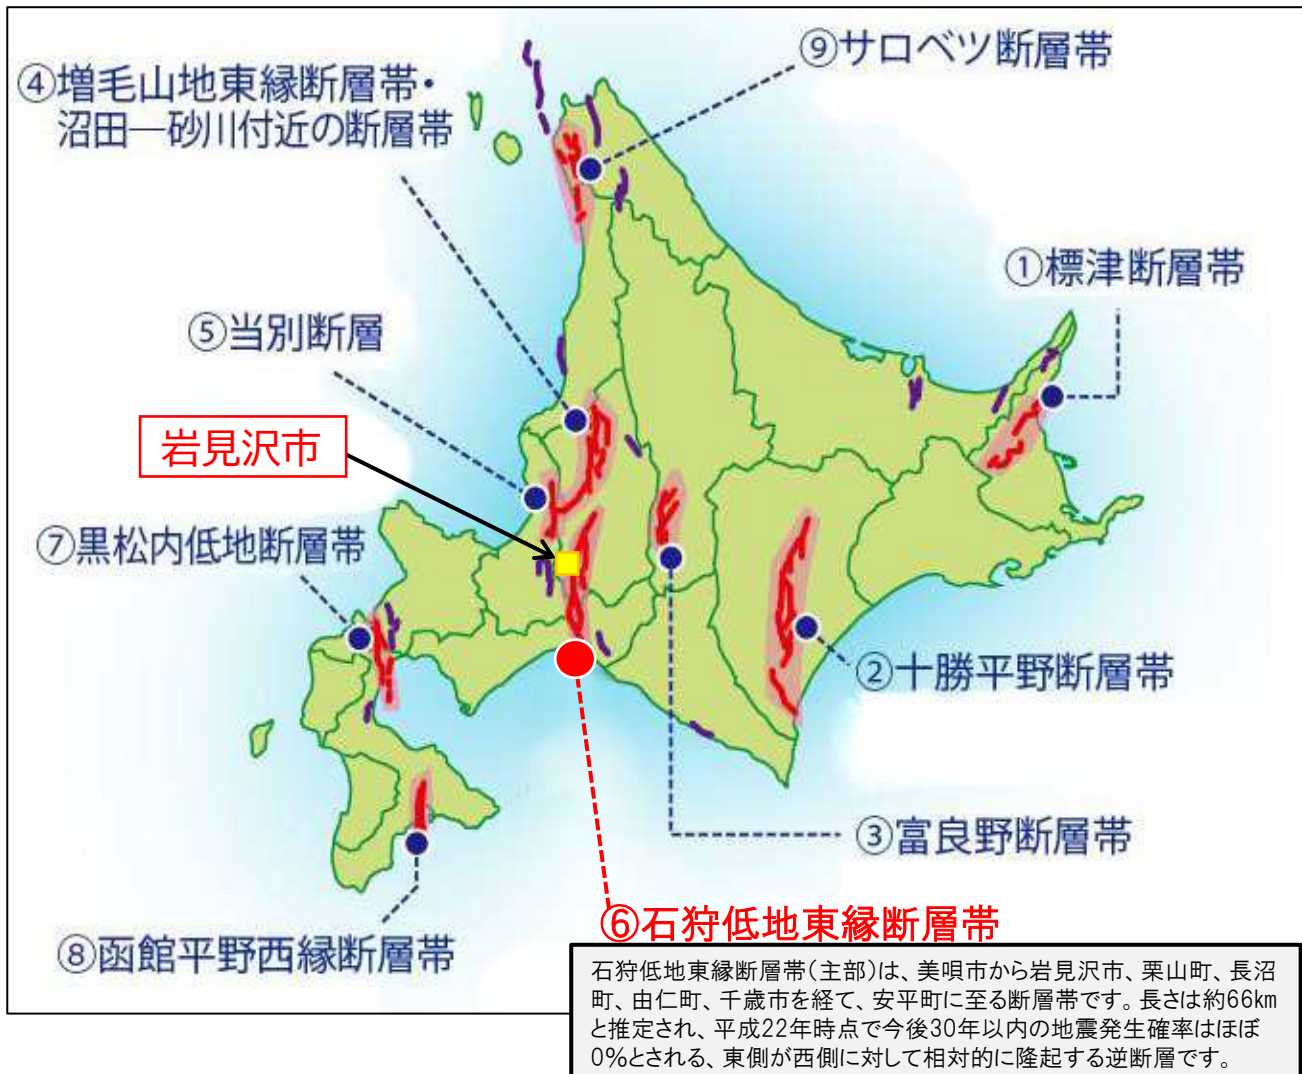 ⑨サロベツ断層帯
④増毛山地東縁断層帯・
沼田―砂川付近の断層帯
①標津断層帯
⑤当別断層
岩見沢市
⑦黒松内低地断層帯
②十勝平野断層帯
③富良野断層帯
⑥石狩低地東縁断層帯
⑧函館平野西縁断層帯
石狩低地東縁断層帯(主部)は、美唄市から岩見沢市、栗山町、長沼
町、由仁町、千歳市を経て、安平町に至る断層帯です。長さは約66km
と推定され、平成22年時点で今後30年以内の地震発生確率はほぼ
0%とされる、東側が西側に対して相対的に隆起する逆断層です。